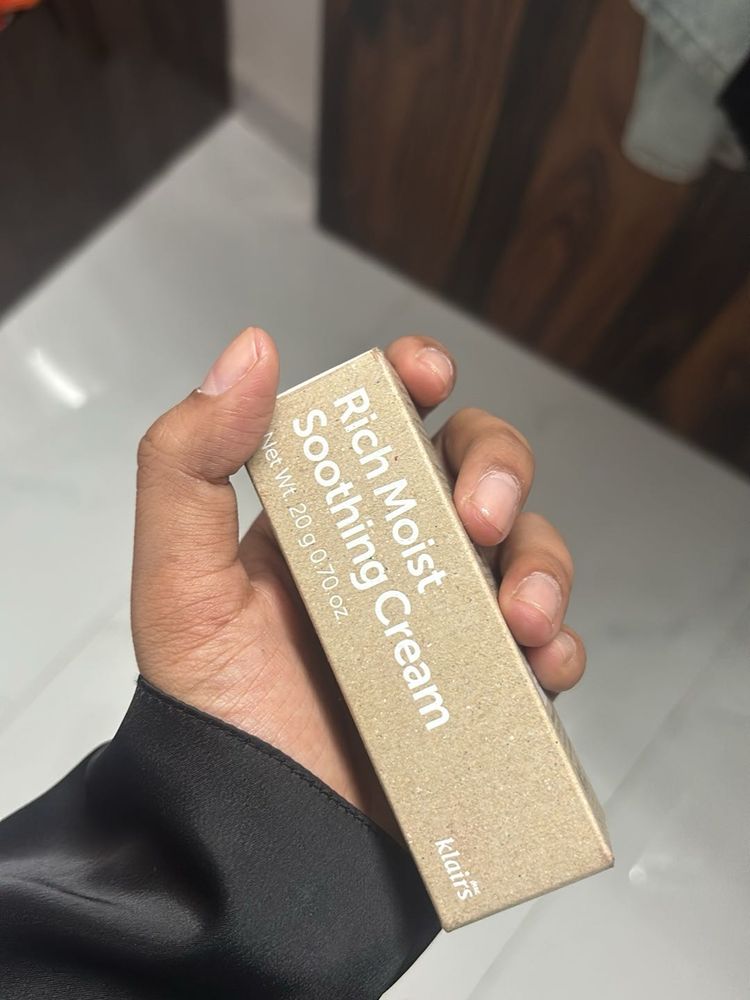 Rich Moist
Soothing Cream
Net Wt. 20 g 0.70 oz.
klairs